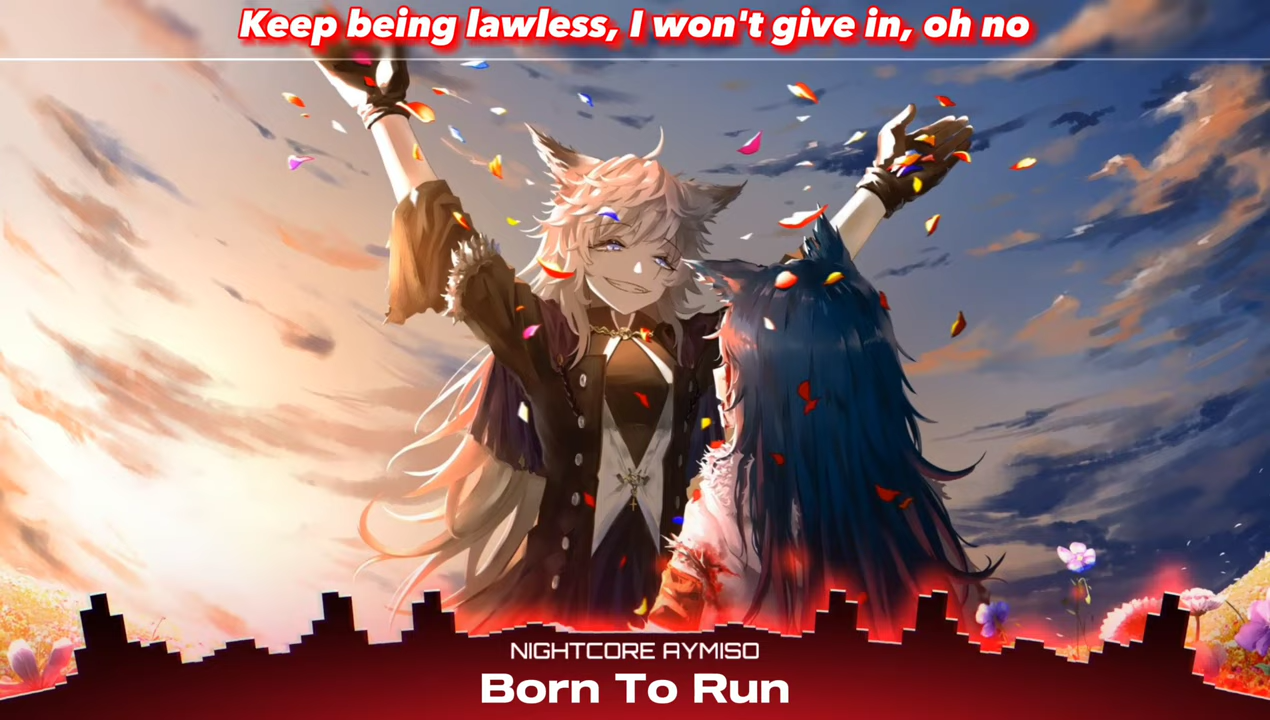 Keep being lawless, I won't give in, oh no
NIGHTCORE AYMISO
Born To Run